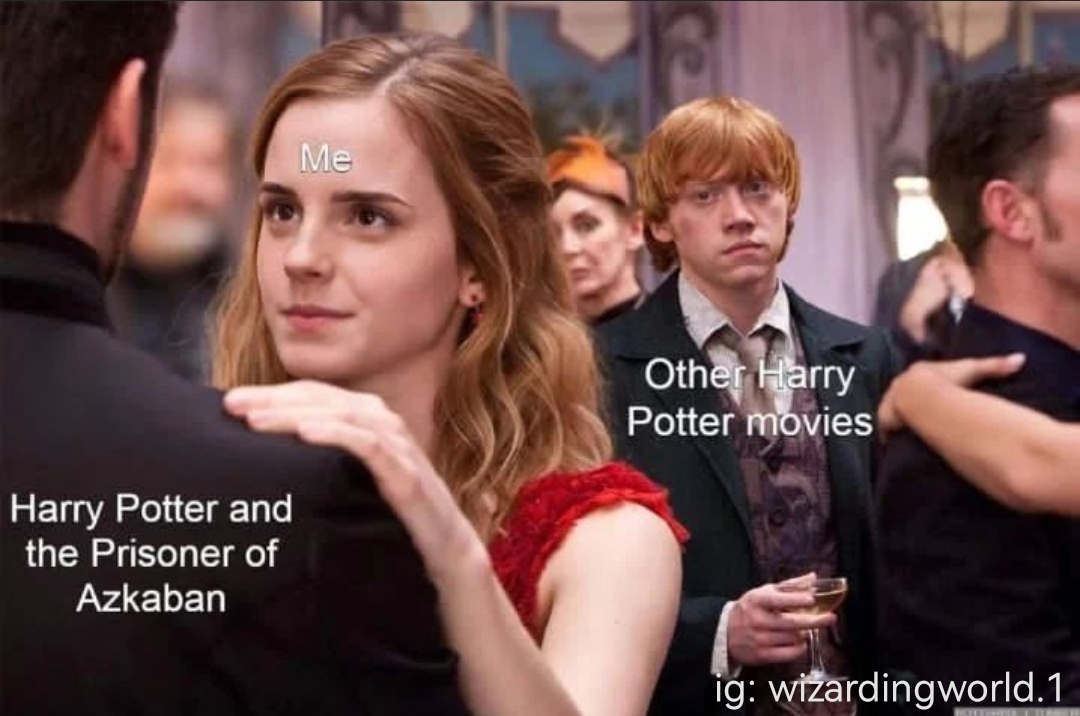 Me
Other Harry
Potter movies
Harry Potter and
the Prisoner of
Azkaban
ig: wizardingworld.1